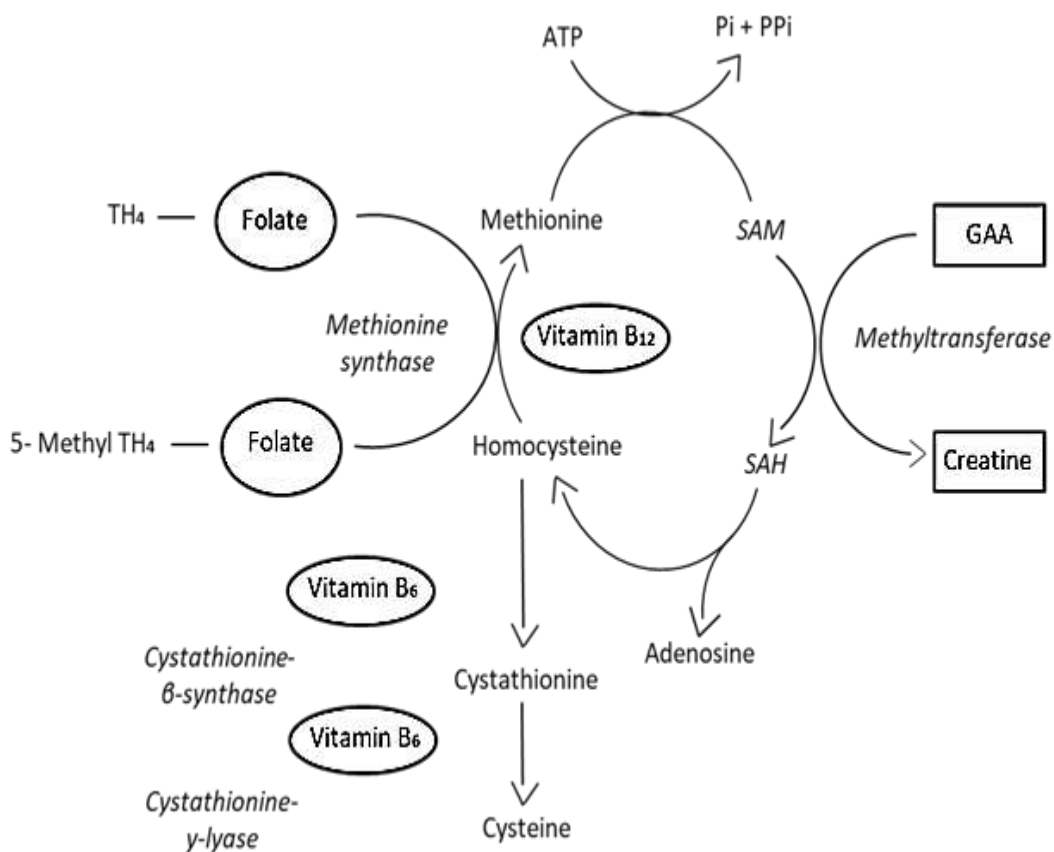 ATP
Pi + PPi
TH₄
Folate
Methionine
SAM
GAA
Methionine
synthase
Vitamin B₁₂
Methyltransferase
5- Methyl TH₄
Folate
Homocysteine
SAH
Creatine
Vitamin B₆
Cystathionine-
β-synthase
Cystathionine
Adenosine
Vitamin B₆
Cystathionine-
y-lyase
Cysteine